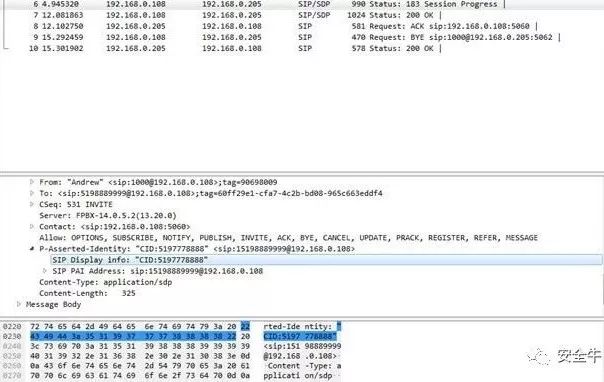 6 4.945320 192.168.0.108 192.168.0.205 SIP/SDP 990 Status: 183 Session Progress |
7 12.081863 192.168.0.108 192.168.0.205 SIP/SDP 1024 Status: 200 OK |
8 12.102750 192.168.0.205 192.168.0.108 SIP 581 Request: ACK sip:192.168.0.108:5060 |
9 15.292459 192.168.0.108 192.168.0.205 SIP 470 Request: BYE sip:1000@192.168.0.205:5062 |
10 15.301902 192.168.0.205 192.168.0.108 SIP 578 Status: 200 OK |
From: "Andrew" <sip:1000@192.168.0.108>;tag=90698009
To: <sip:5198889999@192.168.0.108>;tag=60ff29e1-cfa7-4c2b-bd08-965c663eddf4
CSeq: 531 INVITE
Server: FPBX-14.0.5.2(13.20.0)
Contact: <sip:192.168.0.108:5060>
Allow: OPTIONS, SUBSCRIBE, NOTIFY, PUBLISH, INVITE, ACK, BYE, CANCEL, UPDATE, PRACK, REGISTER, REFER, MESSAGE
P-Asserted-Identity: "CID:5197778888" <sip:15198889999@192.168.0.108>
SIP Display info: "CID:5197778888"
SIP PAI Address: sip:15198889999@192.168.0.108
Content-Type: application/sdp
Content-Length: 325
Message Body
0220 72 74 65 64 2d 49 64 65 6e 74 69 74 79 3a 20 22 rted-Ide ntity: "
0230 43 49 44 3a 35 31 39 37 37 37 38 38 38 38 22 20 CID:5197 778888"
0240 3c 73 69 70 3a 31 35 31 39 38 38 38 39 39 39 39 <sip:151 98889999
0250 40 31 39 32 2e 31 36 38 2e 30 2e 31 30 38 3e 0d @192.168 .0.108>.
0260 0a 43 6f 6e 74 65 6e 74 2d 54 79 70 65 3a 20 61 ·Content -Type: a
0270 70 70 6c 69 63 61 74 69 6f 6e 2f 73 64 70 0d 0a pplicati on/sdp
安全牛